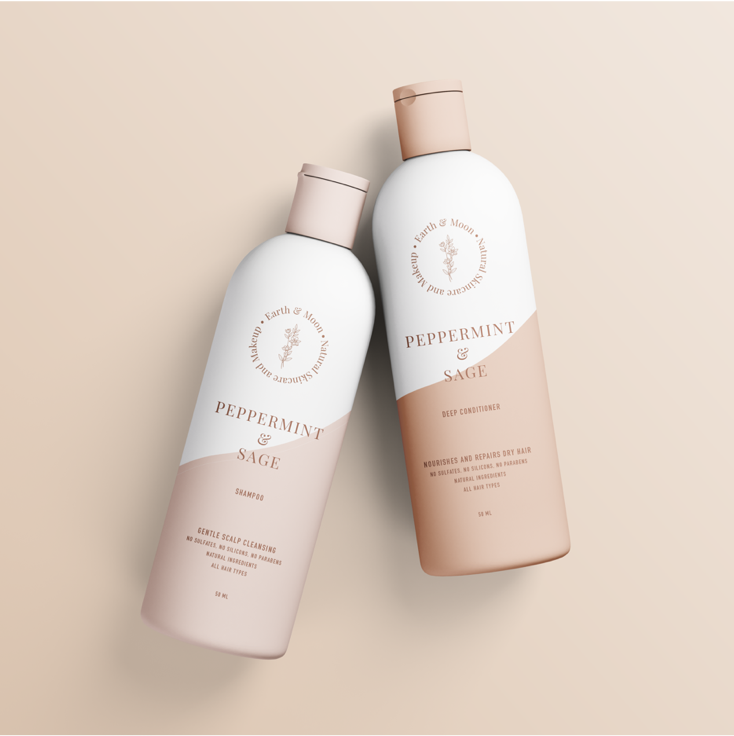 Earth & Moon • Natural Skincare and Makeup •
PEPPERMINT
&
SAGE
SHAMPOO
GENTLE SCALP CLEANSING
NO SULFATES, NO SILICONS, NO PARABENS
NATURAL INGREDIENTS
ALL HAIR TYPES
50 ML
Earth & Moon • Natural Skincare and Makeup •
PEPPERMINT
&
SAGE
DEEP CONDITIONER
NOURISHES AND REPAIRS DRY HAIR
NO SULFATES, NO SILICONS, NO PARABENS
NATURAL INGREDIENTS
ALL HAIR TYPES
50 ML